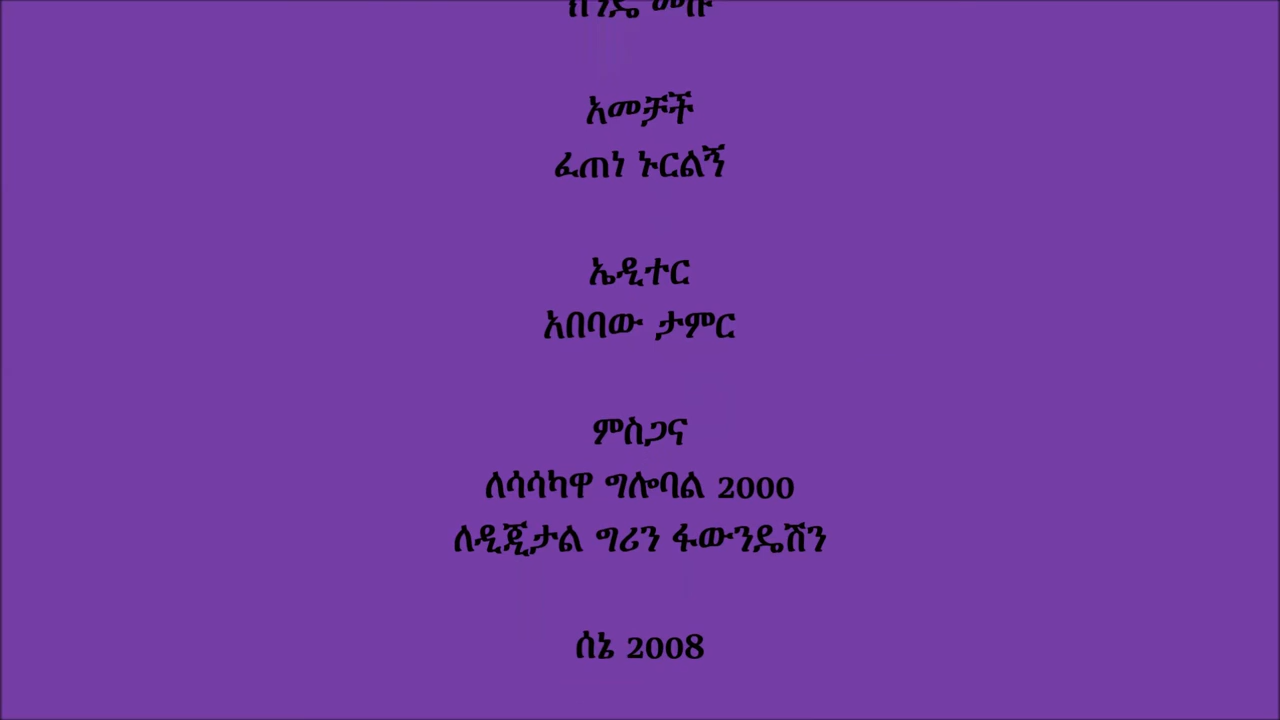 አመቻች
ፈጠነ ኑርልኝ
ኤዲተር
አበባው ታምር
ምስጋና
ለሳሳካዋ ግሎባል 2000
ለዲጂታል ግሪን ፋውንዴሽን
ሰኔ 2008